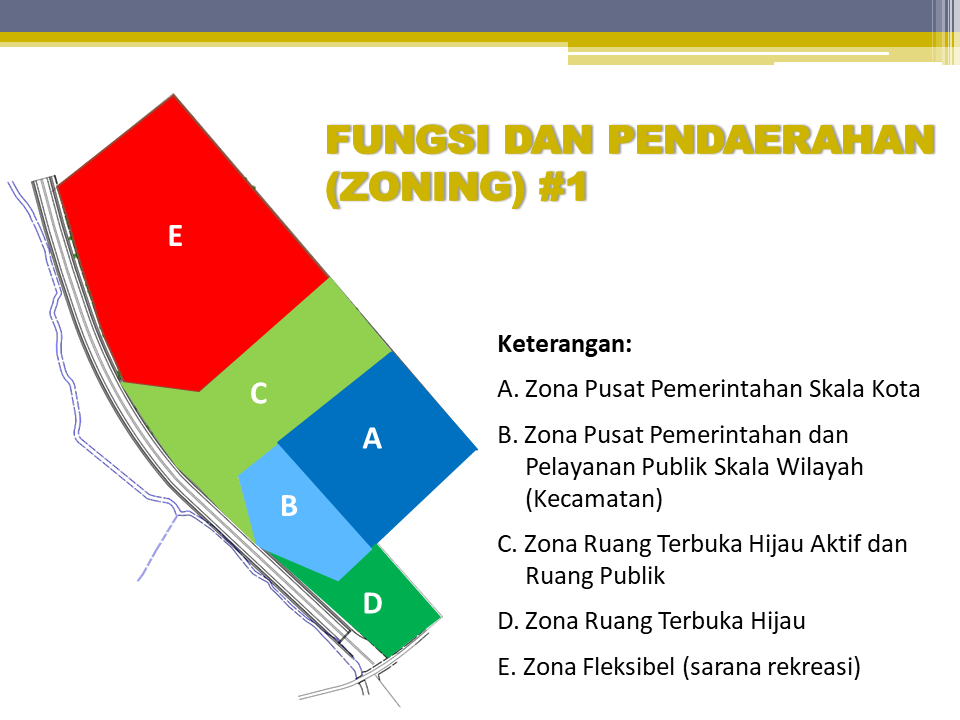 FUNGSI DAN PENDAERAHAN
(ZONING) #1
E
C
A
B
D
Keterangan:
A. Zona Pusat Pemerintahan Skala Kota
B. Zona Pusat Pemerintahan dan
Pelayanan Publik Skala Wilayah
(Kecamatan)
C. Zona Ruang Terbuka Hijau Aktif dan
Ruang Publik
D. Zona Ruang Terbuka Hijau
E. Zona Fleksibel (sarana rekreasi)